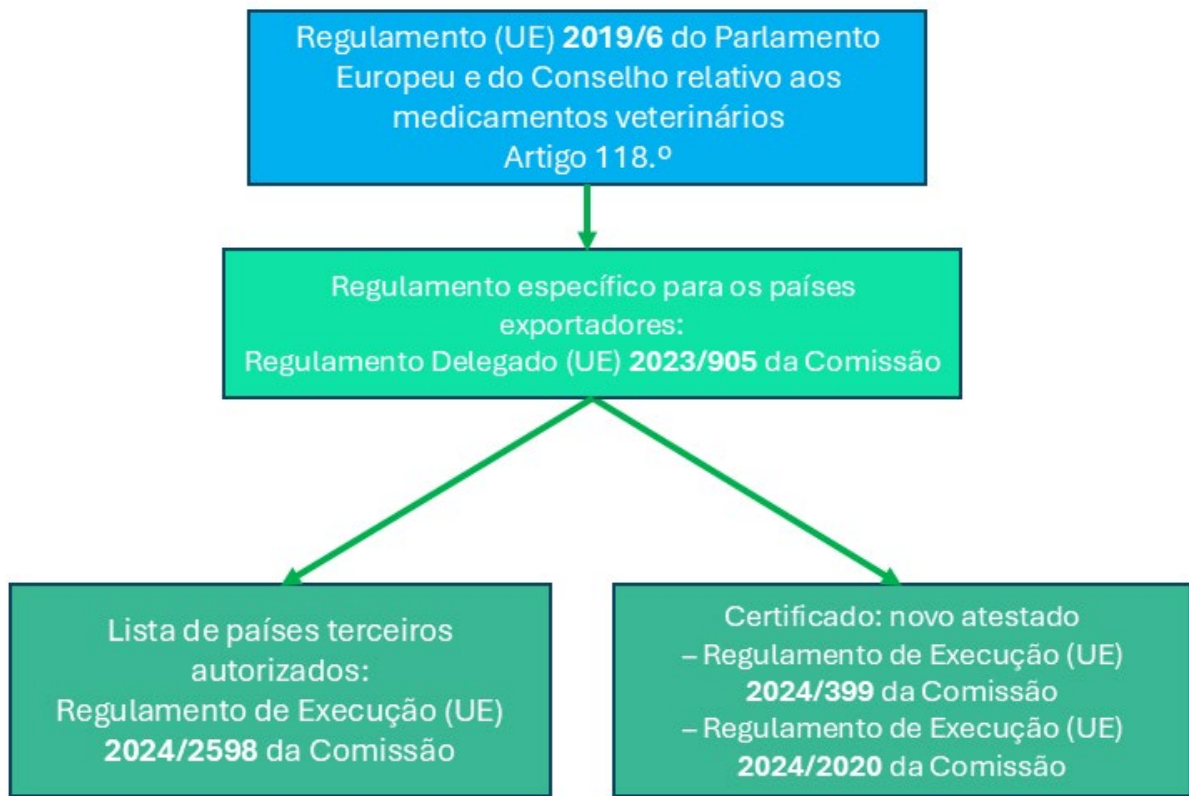 Regulamento (UE) 2019/6 do Parlamento
Europeu e do Conselho relativo aos
medicamentos veterinários
Artigo 118.º
Regulamento específico para os países
exportadores:
Regulamento Delegado (UE) 2023/905 da Comissão
Lista de países terceiros
autorizados:
Regulamento de Execução (UE)
2024/2598 da Comissão
Certificado: novo atestado
– Regulamento de Execução (UE)
2024/399 da Comissão
– Regulamento de Execução (UE)
2024/2020 da Comissão